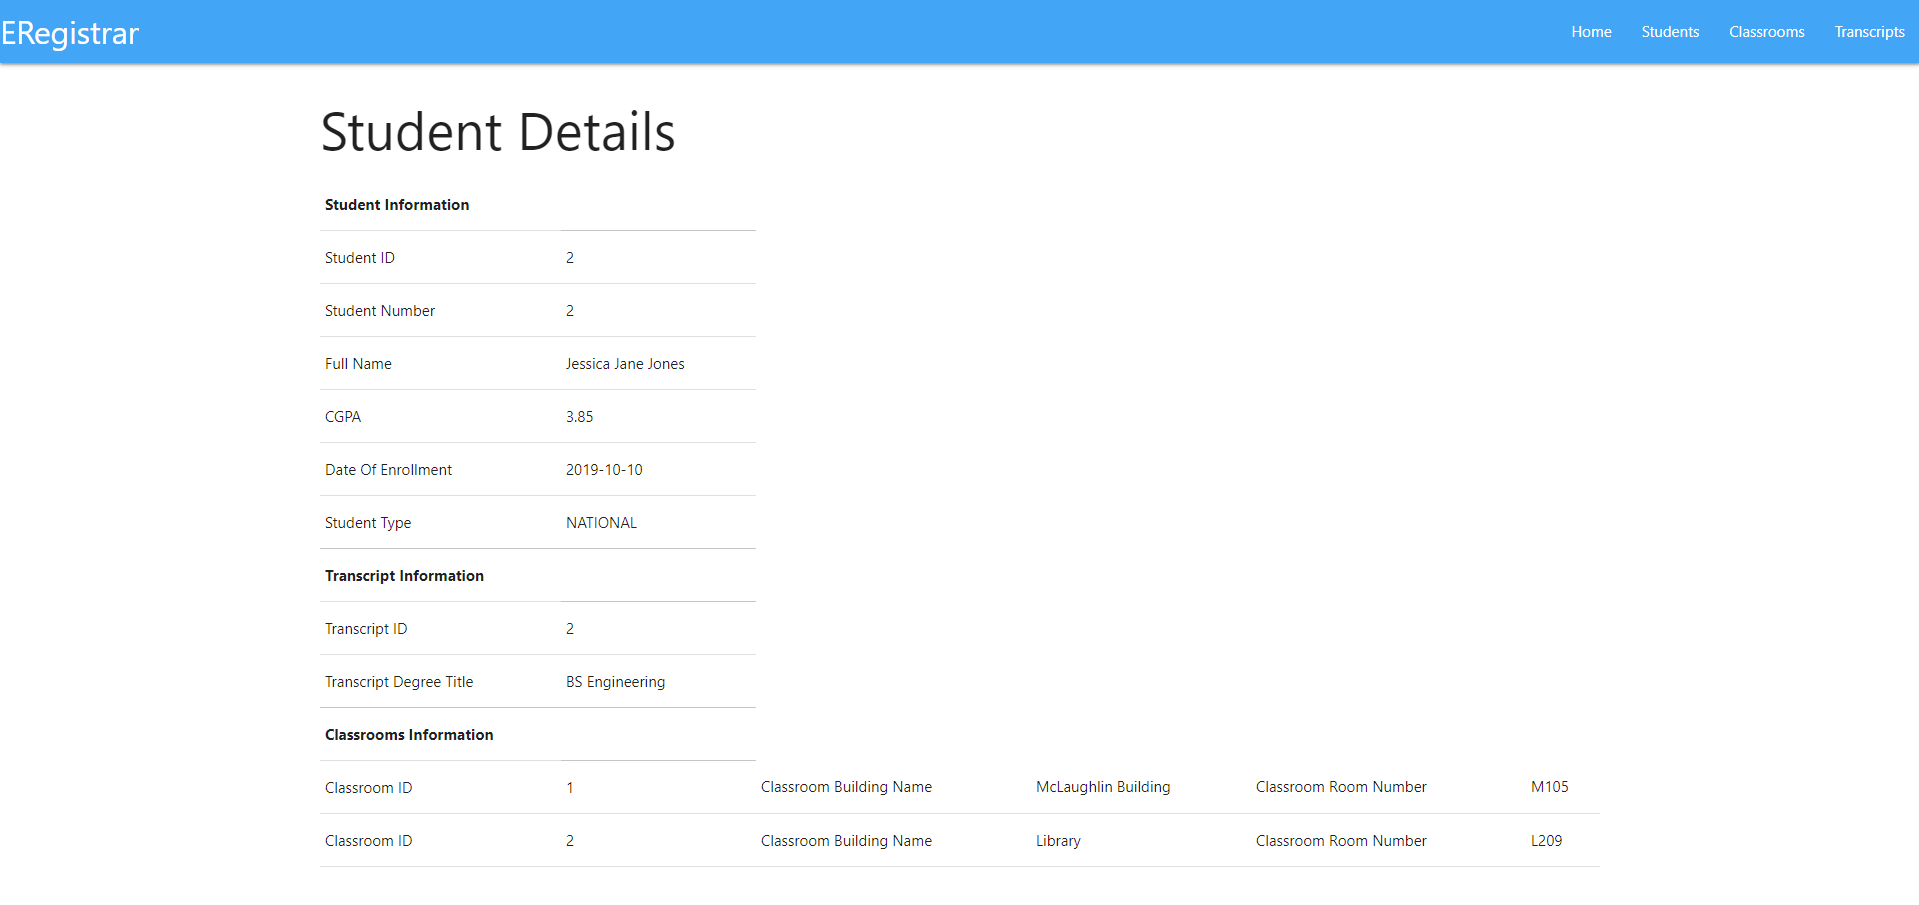 ERegistrar Home Students Classrooms Transcripts
Student Details
Student Information
Student ID 2
Student Number 2
Full Name Jessica Jane Jones
CGPA 3.85
Date Of Enrollment 2019-10-10
Student Type NATIONAL
Transcript Information
Transcript ID 2
Transcript Degree Title BS Engineering
Classrooms Information
Classroom ID 1 Classroom Building Name McLaughlin Building Classroom Room Number M105
Classroom ID 2 Classroom Building Name Library Classroom Room Number L209